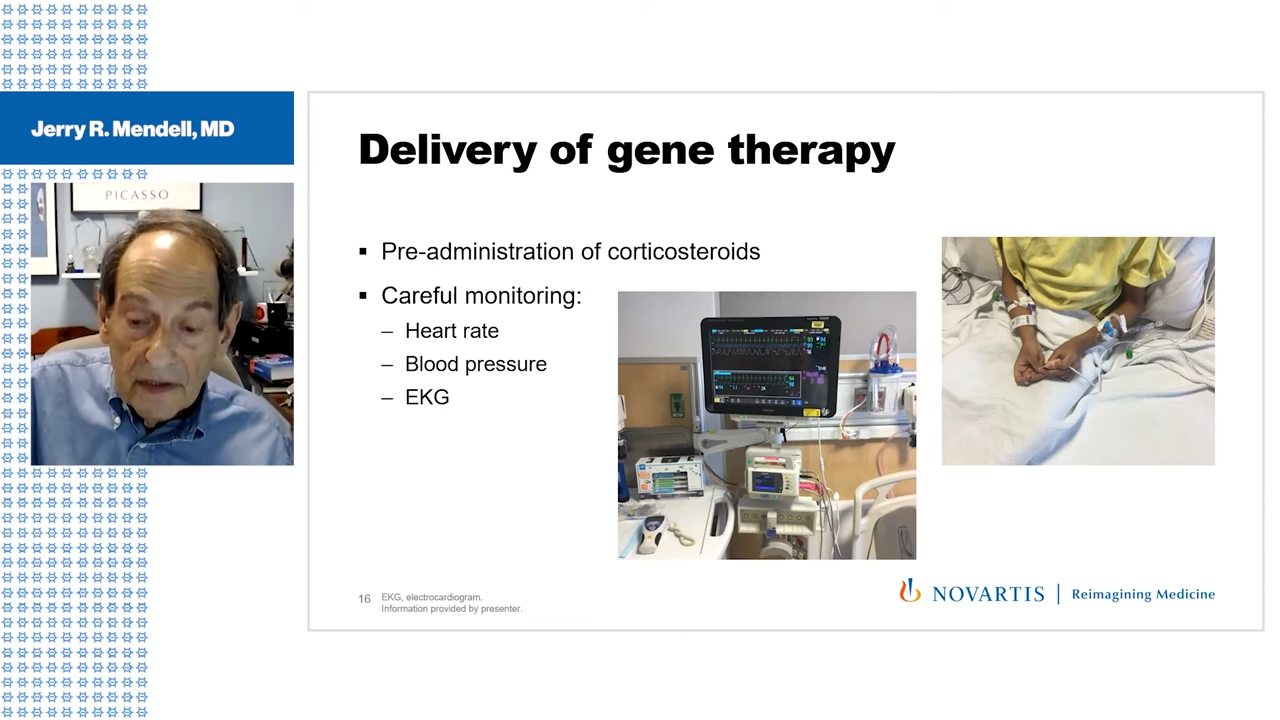 Jerry R. Mendell, MD
PICASSO
Delivery of gene therapy
▪ Pre-administration of corticosteroids
▪ Careful monitoring:
– Heart rate
– Blood pressure
– EKG
16
EKG, electrocardiogram.
Information provided by presenter.
NOVARTIS | Reimagining Medicine